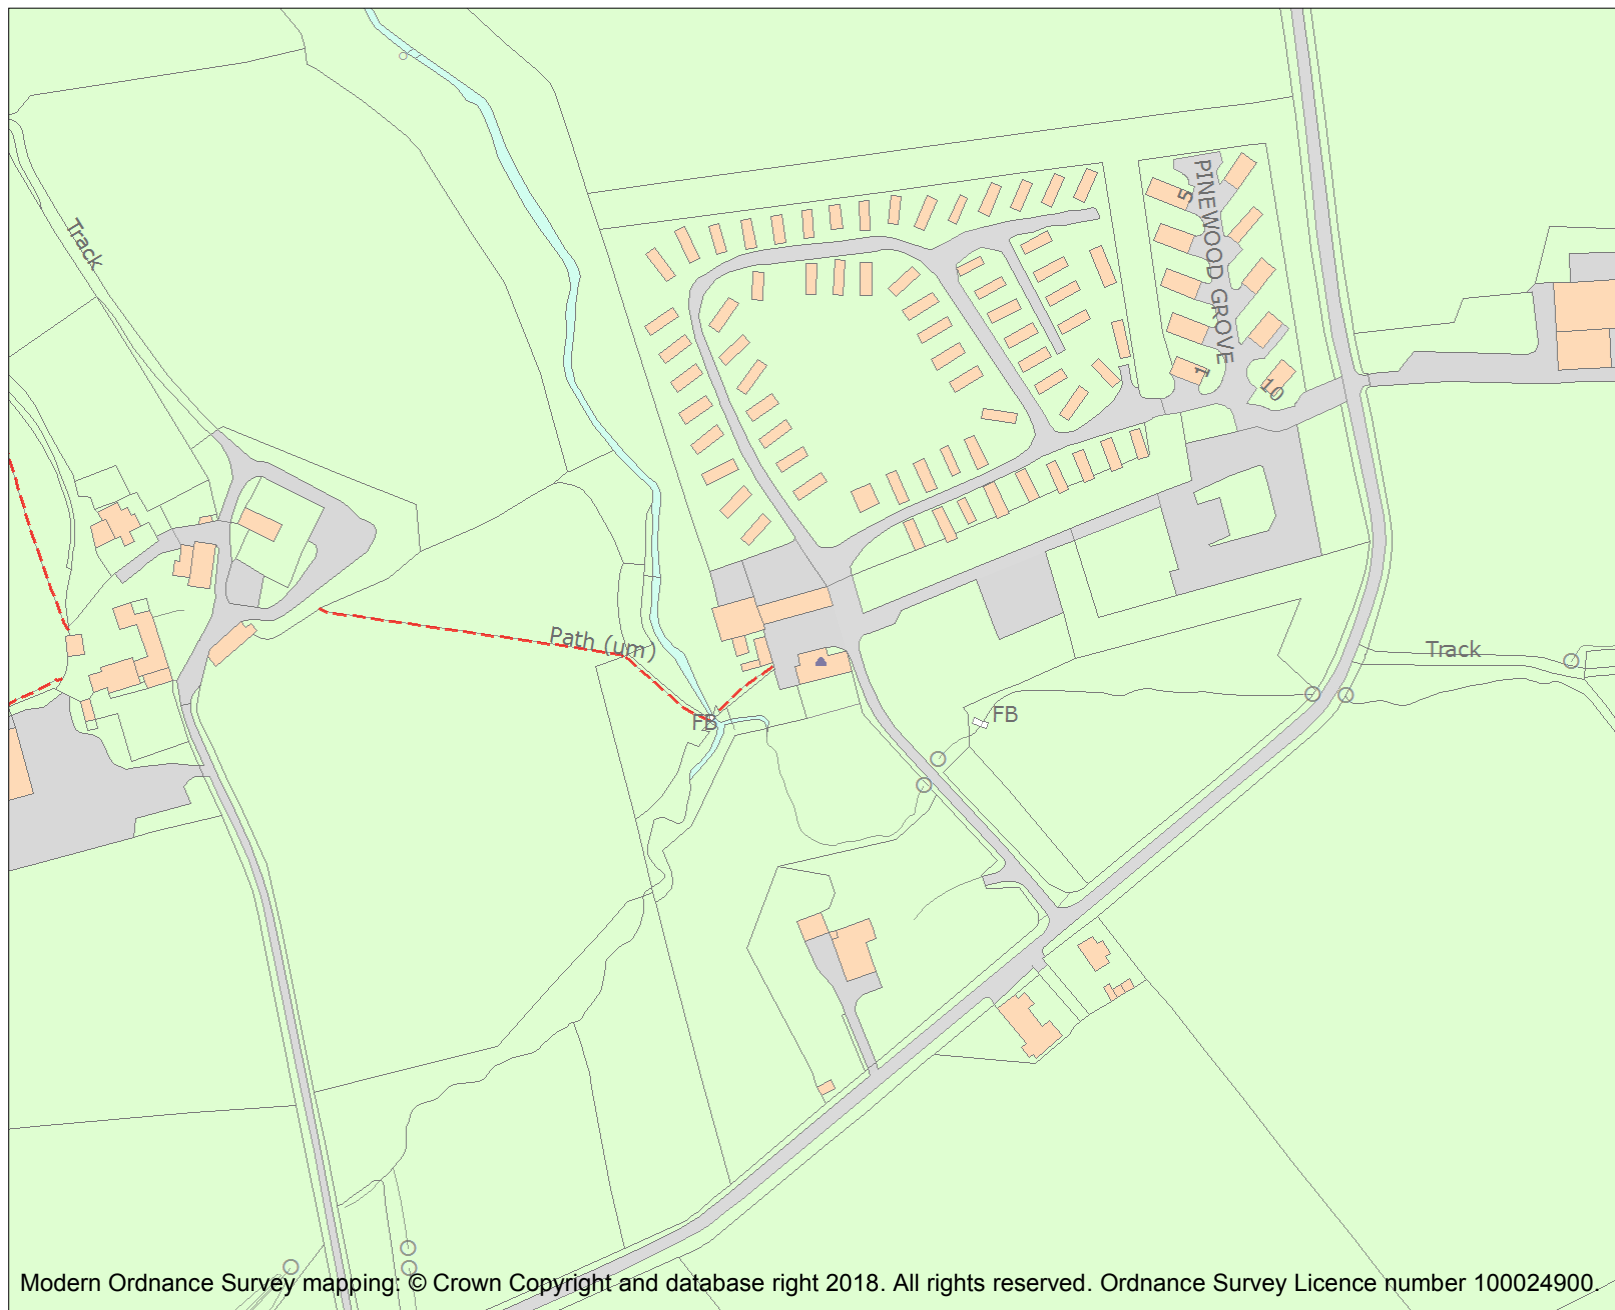 PINEWOOD GROVE
5
Track
1
10
Path (um)
Track
FB
FB
Modern Ordnance Survey mapping: © Crown Copyright and database right 2018. All rights reserved. Ordnance Survey Licence number 100024900.